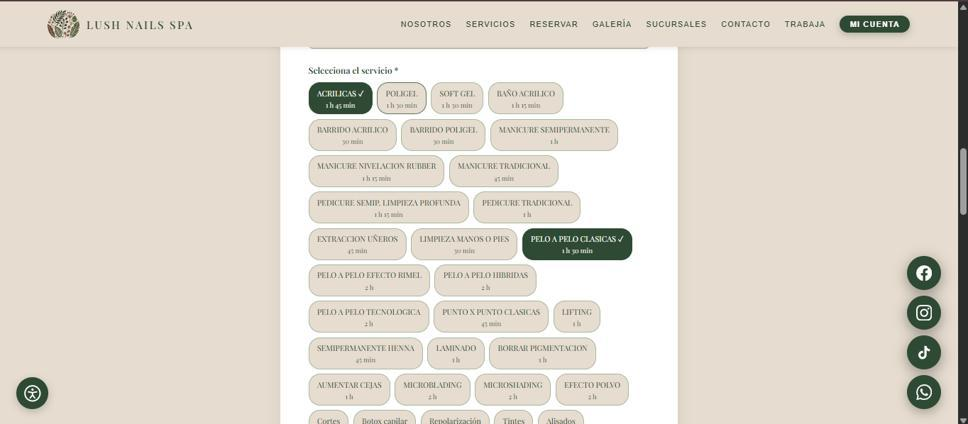 LUSH NAILS SPA
NOSOTROS SERVICIOS RESERVAR GALERÍA SUCURSALES CONTACTO TRABAJA MI CUENTA
Selecciona el servicio *
ACRILICAS ✓ POLIGEL SOFT GEL BAÑO ACRILICO
1 h 45 min 1 h 30 min 1 h 30 min 1 h 15 min
BARRIDO ACRILICO BARRIDO POLIGEL MANICURE SEMIPERMANENTE
30 min 30 min 1 h
MANICURE NIVELACION RUBBER MANICURE TRADICIONAL
1 h 15 min 45 min
PEDICURE SEMIP, LIMPIEZA PROFUNDA PEDICURE TRADICIONAL
1 h 15 min 1 h
EXTRACCION UÑEROS LIMPIEZA MANOS O PIES PELO A PELO CLASICAS ✓
45 min 30 min 1 h 30 min
PELO A PELO EFECTO RIMEL PELO A PELO HIBRIDAS
2 h 2 h
PELO A PELO TECNOLOGICA PUNTO X PUNTO CLASICAS LIFTING
2 h 45 min 1 h
SEMIPERMANENTE HENNA LAMINADO BORRAR PIGMENTACION
45 min 1 h 1 h
AUMENTAR CEJAS MICROBLADING MICROSHADING EFECTO POLVO
1 h 2 h 2 h 2 h
Cortes Botox capilar Repolarización Tintes Alisados